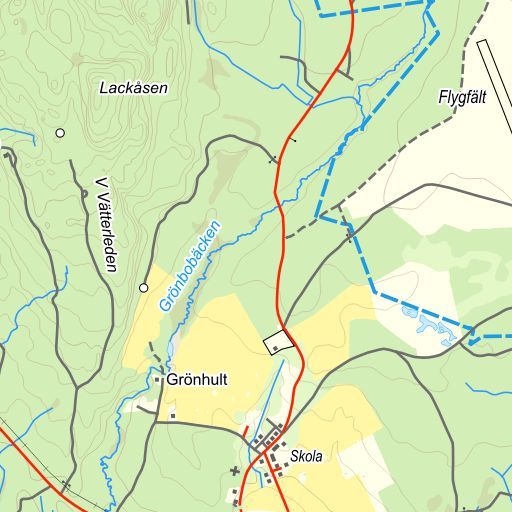 Lackåsen
Flygfält
V Vätterleden
Grönbobäcken
Grönhult
Skola